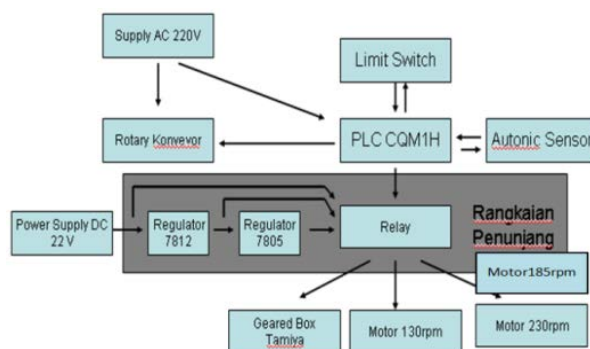 Supply AC 220V
Limit Switch
Rotary Konveyor
PLC CQM1H
Autonic Sensor
Power Supply DC
22 V
Regulator
7812
Regulator
7805
Relay
Rangkaian
Penunjang
Motor185rpm
Geared Box
Tamiya
Motor 130rpm
Motor 230rpm